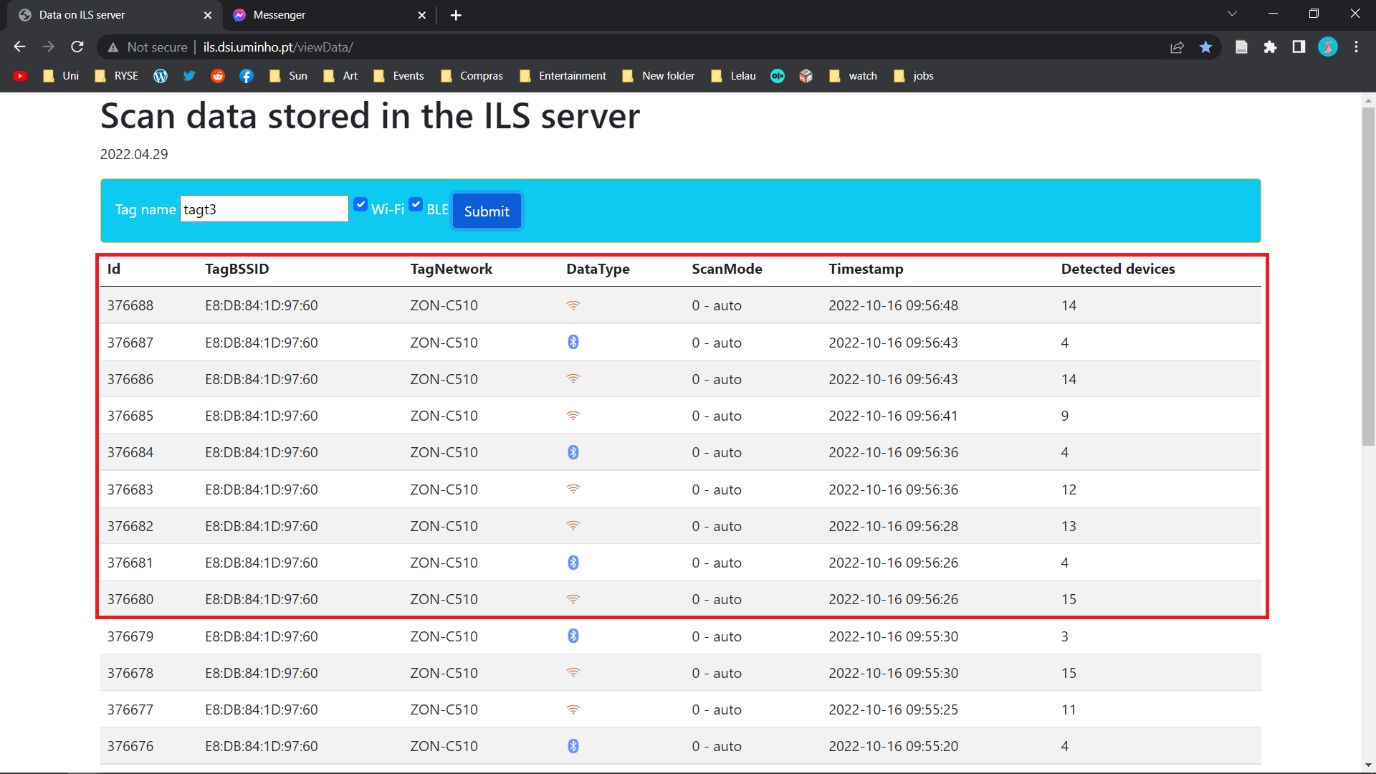 Data on ILS server
Messenger
Not secure | ils.dsi.uminho.pt/viewData/
Uni RYSE Sun Art Events Compras Entertainment New folder Lelau watch jobs
Scan data stored in the ILS server
2022.04.29
Tag name tagt3 Wi-Fi BLE Submit
Id TagBSSID TagNetwork DataType ScanMode Timestamp Detected devices
376688 E8:DB:84:1D:97:60 ZON-C510 0 - auto 2022-10-16 09:56:48 14
376687 E8:DB:84:1D:97:60 ZON-C510 0 - auto 2022-10-16 09:56:43 4
376686 E8:DB:84:1D:97:60 ZON-C510 0 - auto 2022-10-16 09:56:43 14
376685 E8:DB:84:1D:97:60 ZON-C510 0 - auto 2022-10-16 09:56:41 9
376684 E8:DB:84:1D:97:60 ZON-C510 0 - auto 2022-10-16 09:56:36 4
376683 E8:DB:84:1D:97:60 ZON-C510 0 - auto 2022-10-16 09:56:36 12
376682 E8:DB:84:1D:97:60 ZON-C510 0 - auto 2022-10-16 09:56:28 13
376681 E8:DB:84:1D:97:60 ZON-C510 0 - auto 2022-10-16 09:56:26 4
376680 E8:DB:84:1D:97:60 ZON-C510 0 - auto 2022-10-16 09:56:26 15
376679 E8:DB:84:1D:97:60 ZON-C510 0 - auto 2022-10-16 09:55:30 3
376678 E8:DB:84:1D:97:60 ZON-C510 0 - auto 2022-10-16 09:55:30 15
376677 E8:DB:84:1D:97:60 ZON-C510 0 - auto 2022-10-16 09:55:25 11
376676 E8:DB:84:1D:97:60 ZON-C510 0 - auto 2022-10-16 09:55:20 4